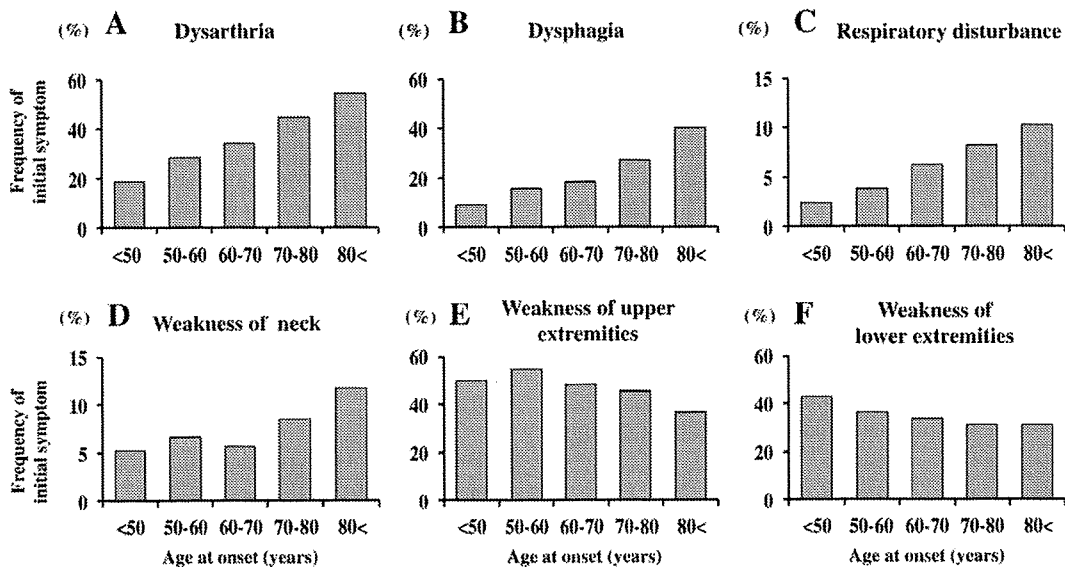 (%) A Dysarthria
Frequency of
initial symptom
60
40
20
0
<50 50-60 60-70 70-80 80<
(%) B Dysphagia
60
40
20
0
<50 50-60 60-70 70-80 80<
(%) C Respiratory disturbance
15
10
5
0
<50 50-60 60-70 70-80 80<
(%) D Weakness of neck
Frequency of
initial symptom
15
10
5
0
<50 50-60 60-70 70-80 80<
Age at onset (years)
(%) E Weakness of upper
extremities
60
40
20
0
<50 50-60 60-70 70-80 80<
Age at onset (years)
(%) F Weakness of
lower extremities
60
40
20
0
<50 50-60 60-70 70-80 80<
Age at onset (years)